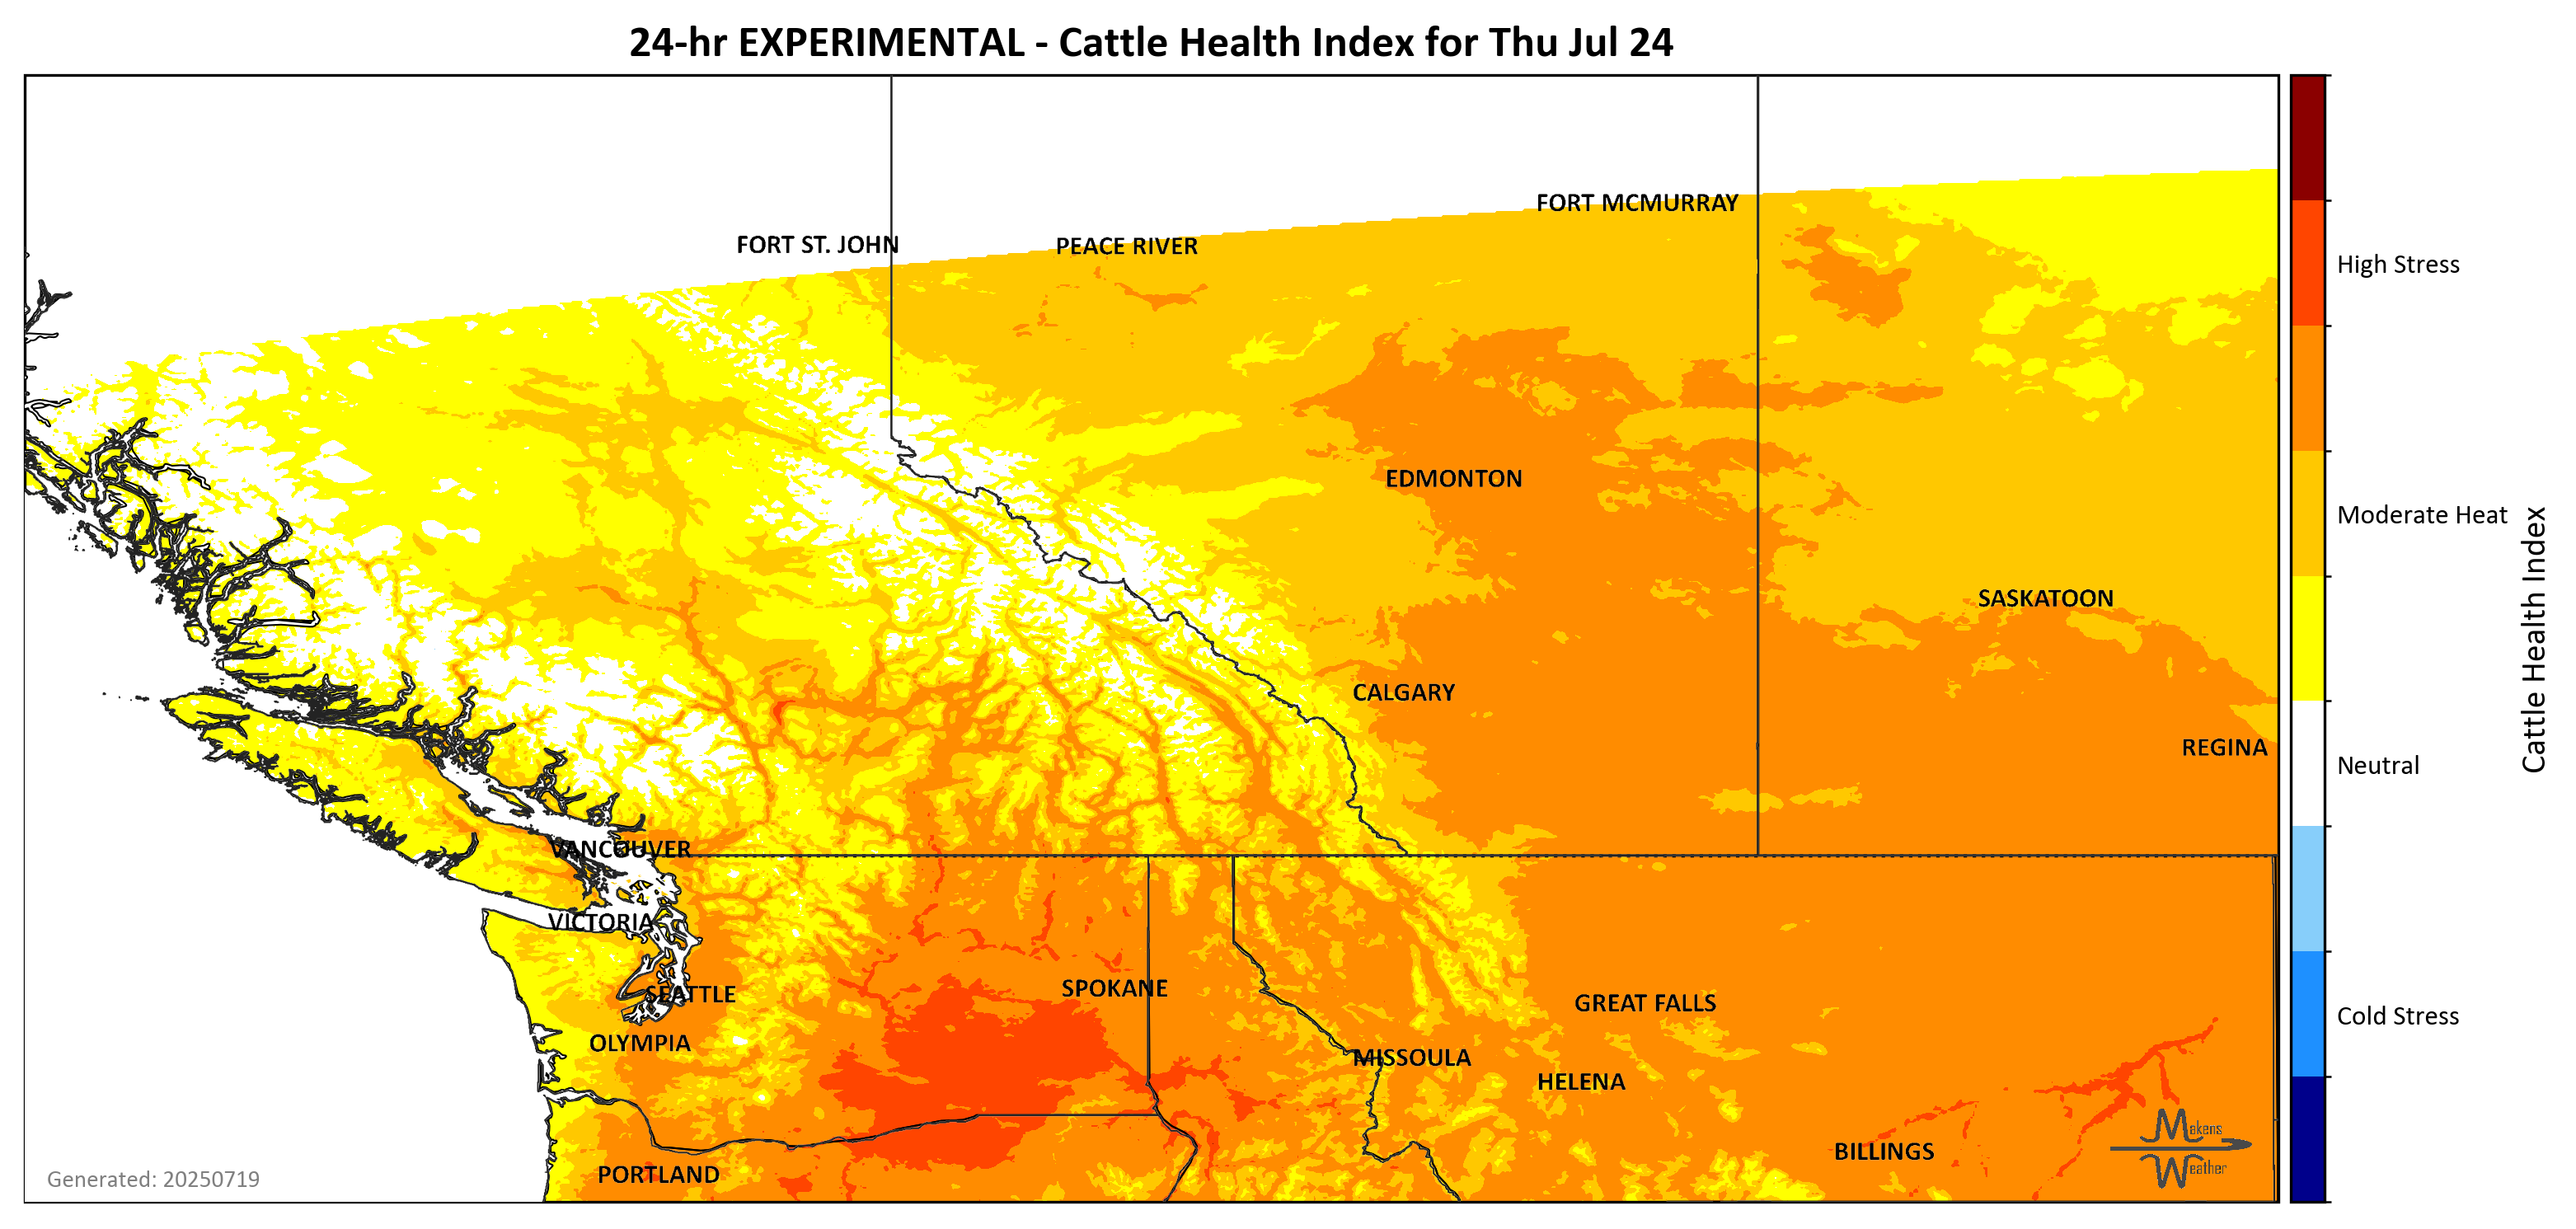 24-hr EXPERIMENTAL - Cattle Health Index for Thu Jul 24
FORT MCMURRAY
FORT ST. JOHN
PEACE RIVER
EDMONTON
SASKATOON
CALGARY
REGINA
VANCOUVER
VICTORIA
SEATTLE
SPOKANE
GREAT FALLS
OLYMPIA
MISSOULA
HELENA
BILLINGS
PORTLAND
Makens
Weather
Generated: 20250719
High Stress
Moderate Heat
Neutral
Cold Stress
Cattle Health Index